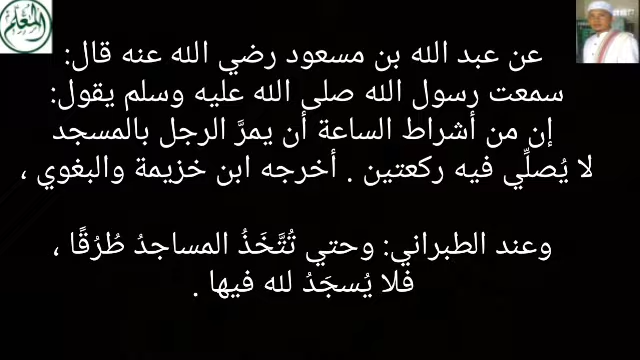 المعلم
عن عبد الله بن مسعود رضي الله عنه قال:
سمعت رسول الله صلى الله عليه وسلم يقول:
إن من أشراط الساعة أن يمرَّ الرجل بالمسجد
لا يُصلِّي فيه ركعتين . أخرجه ابن خزيمة والبغوي ،
وعند الطبراني: وحتي تُتَّخَذُ المساجدُ طُرُقًا ،
فلا يُسجَدُ لله فيها .